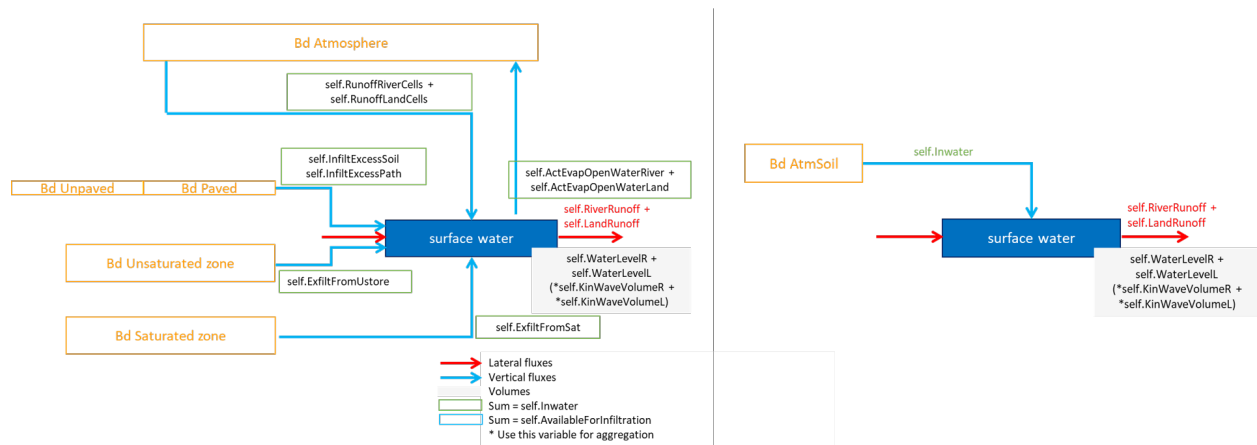 Bd Atmosphere
self.RunoffRiverCells +
self.RunoffLandCells
self.InfiltExcessSoil
self.InfiltExcessPath
self.ActEvapOpenWaterRiver +
self.ActEvapOpenWaterLand
Bd Unpaved
Bd Paved
self.RiverRunoff +
self.LandRunoff
surface water
Bd Unsaturated zone
self.ExfiltFromUstore
self.WaterLevelR +
self.WaterLevelL
(*self.KinWaveVolumeR +
*self.KinWaveVolumeL)
Bd Saturated zone
self.ExfiltFromSat
Lateral fluxes
Vertical fluxes
Volumes
Sum = self.Inwater
Sum = self.AvailableForInfiltration
* Use this variable for aggregation
Bd AtmSoil
self.Inwater
self.RiverRunoff +
self.LandRunoff
surface water
self.WaterLevelR +
self.WaterLevelL
(*self.KinWaveVolumeR +
*self.KinWaveVolumeL)